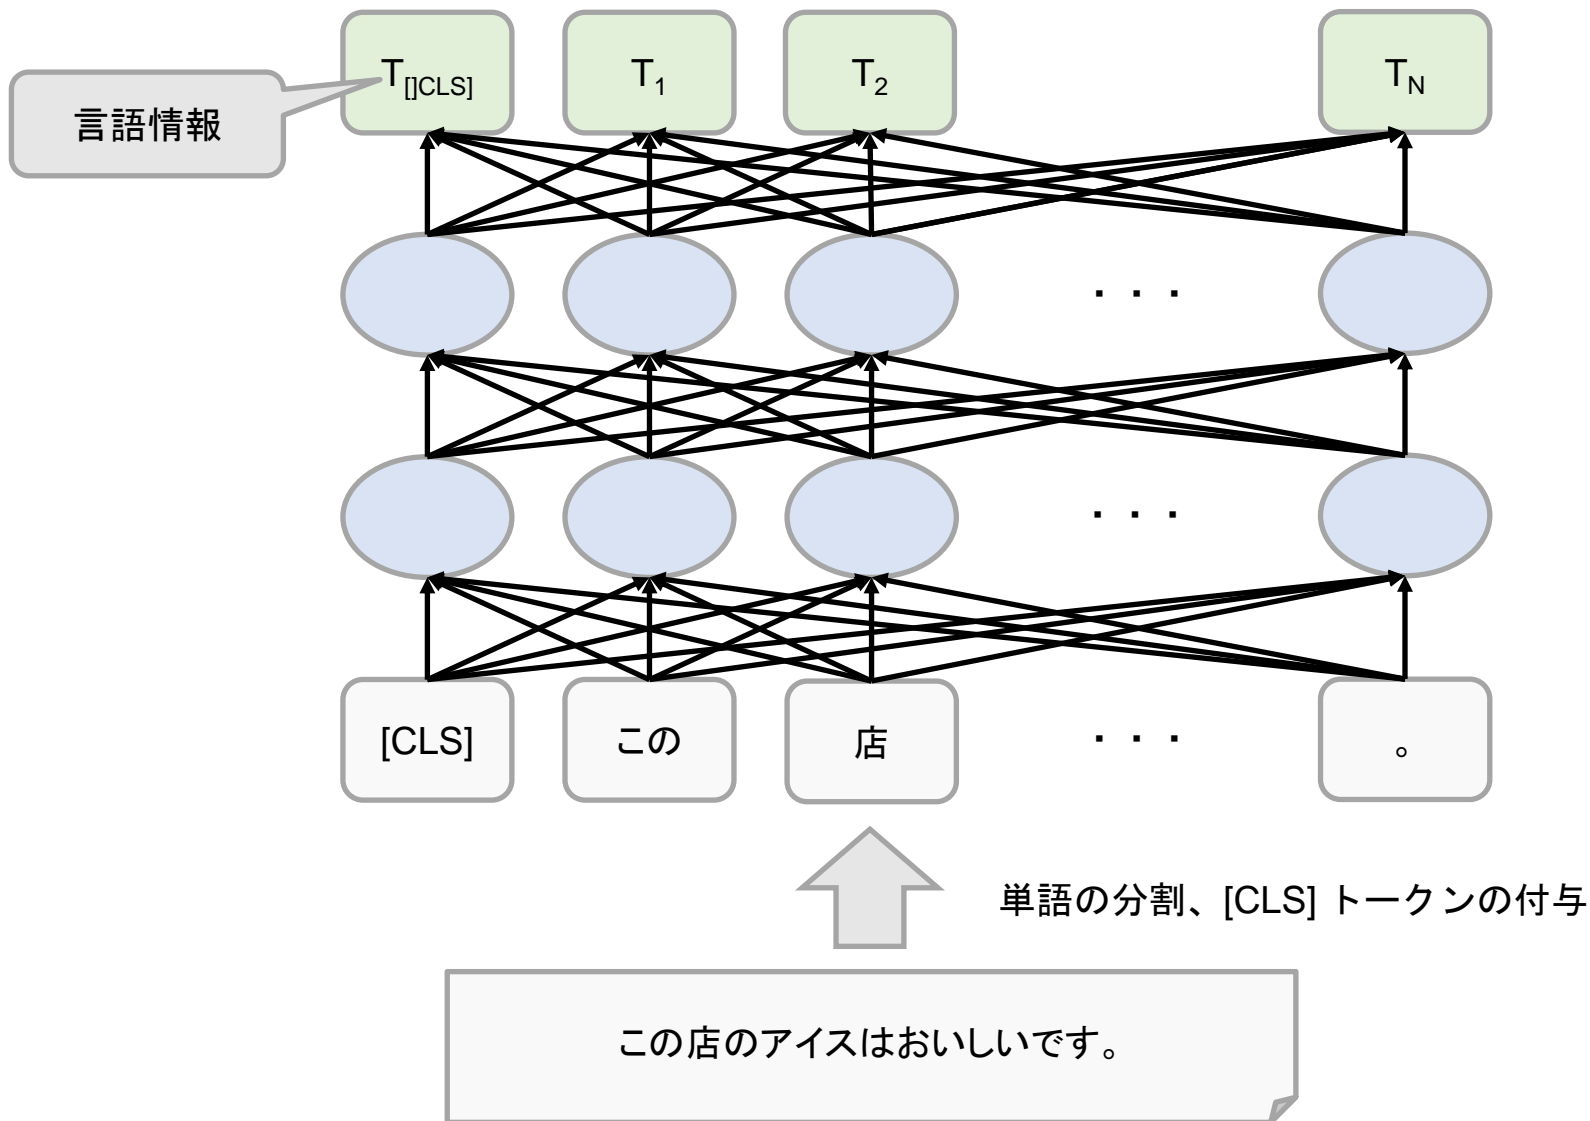 T[]CLS] T1 T2 TN
言語情報
・・・
・・・
[CLS] この 店 ・・・ 。
単語の分割、[CLS] トークンの付与
この店のアイスはおいしいです。